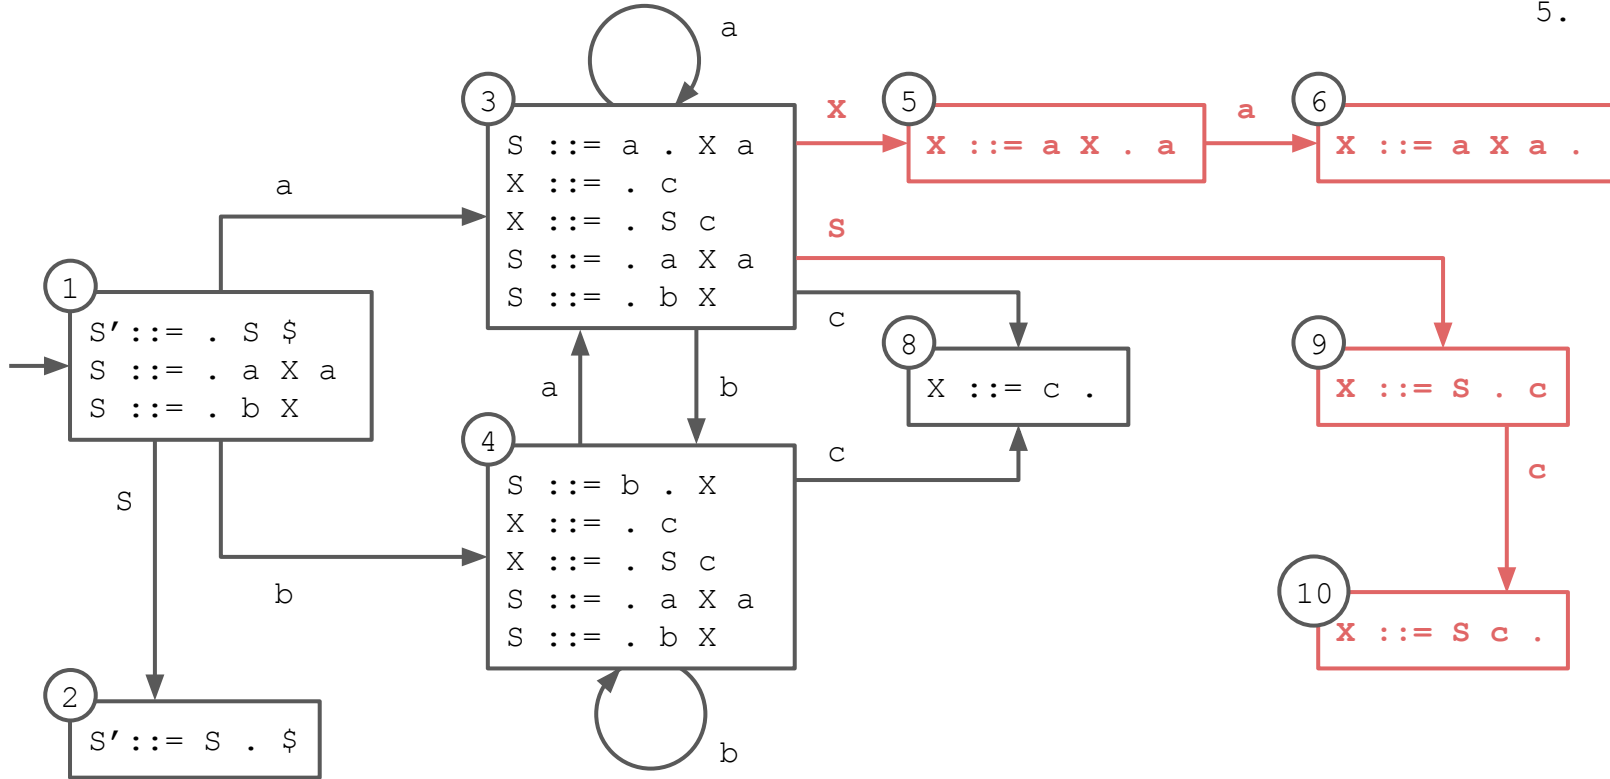 5.
a
3
S ::= a . X a
X ::= . c
X ::= . S c
S ::= . a X a
S ::= . b X
X
5
X ::= a X . a
a
6
X ::= a X a .
a
S
1
S'::= . S $
S ::= . a X a
S ::= . b X
c
8
X ::= c .
9
X ::= S . c
a
b
4
S ::= b . X
X ::= . c
X ::= . S c
S ::= . a X a
S ::= . b X
c
c
S
b
10
X ::= S c .
2
S'::= S . $
b